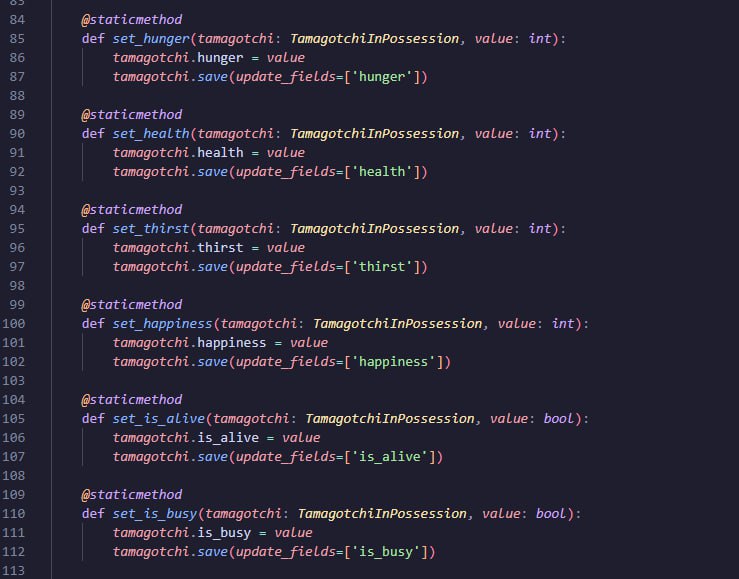 83
84 @staticmethod
85 def set_hunger(tamagotchi: TamagotchiInPossession, value: int):
86 tamagotchi.hunger = value
87 tamagotchi.save(update_fields=['hunger'])
88
89 @staticmethod
90 def set_health(tamagotchi: TamagotchiInPossession, value: int):
91 tamagotchi.health = value
92 tamagotchi.save(update_fields=['health'])
93
94 @staticmethod
95 def set_thirst(tamagotchi: TamagotchiInPossession, value: int):
96 tamagotchi.thirst = value
97 tamagotchi.save(update_fields=['thirst'])
98
99 @staticmethod
100 def set_happiness(tamagotchi: TamagotchiInPossession, value: int):
101 tamagotchi.happiness = value
102 tamagotchi.save(update_fields=['happiness'])
103
104 @staticmethod
105 def set_is_alive(tamagotchi: TamagotchiInPossession, value: bool):
106 tamagotchi.is_alive = value
107 tamagotchi.save(update_fields=['is_alive'])
108
109 @staticmethod
110 def set_is_busy(tamagotchi: TamagotchiInPossession, value: bool):
111 tamagotchi.is_busy = value
112 tamagotchi.save(update_fields=['is_busy'])
113